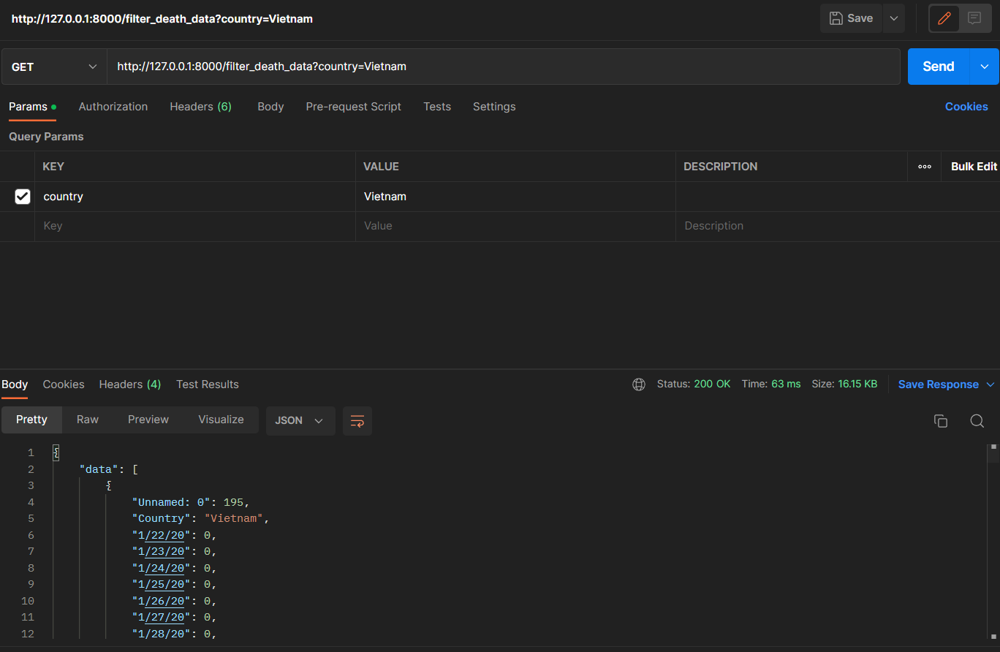 http://127.0.0.1:8000/filter_death_data?country=Vietnam
Save
GET
http://127.0.0.1:8000/filter_death_data?country=Vietnam
Send
Params
Authorization
Headers (6)
Body
Pre-request Script
Tests
Settings
Cookies
Query Params
KEY VALUE DESCRIPTION Bulk Edit
country Vietnam
Key Value Description
Body Cookies Headers (4) Test Results Status: 200 OK Time: 63 ms Size: 16.15 KB Save Response
Pretty Raw Preview Visualize JSON
1 {
2 "data": [
3 {
4 "Unnamed: 0": 195,
5 "Country": "Vietnam",
6 "1/22/20": 0,
7 "1/23/20": 0,
8 "1/24/20": 0,
9 "1/25/20": 0,
10 "1/26/20": 0,
11 "1/27/20": 0,
12 "1/28/20": 0,